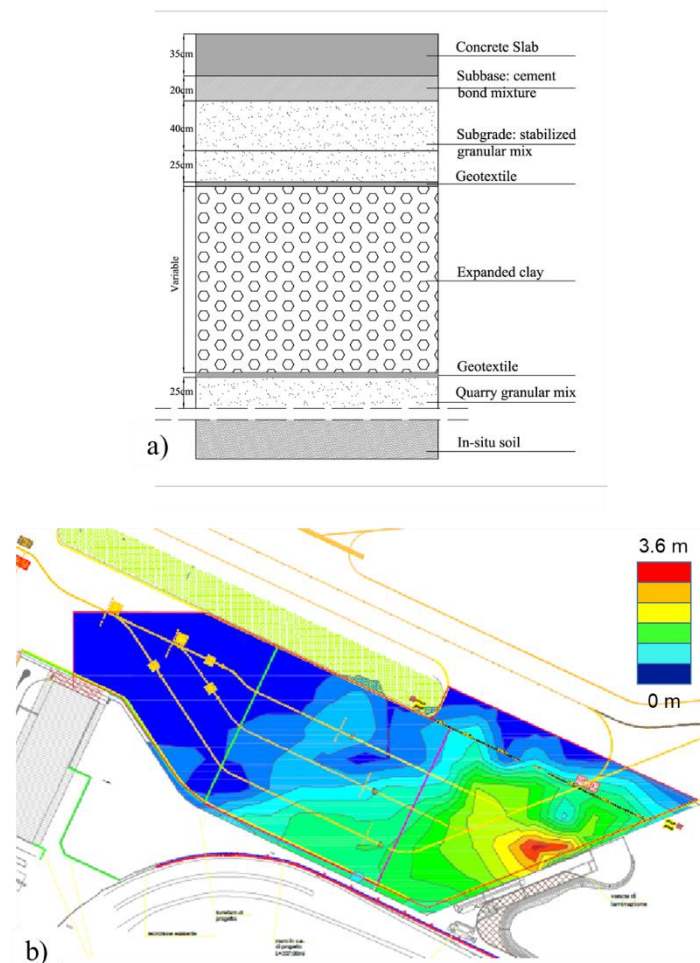 35cm
Concrete Slab
20cm
Subbase: cement
bond mixture
40cm
Subgrade: stabilized
granular mix
25cm
Geotextile
Variable
Expanded clay
Geotextile
25cm
Quarry granular mix
a)
In-situ soil
3.6 m
0 m
b)